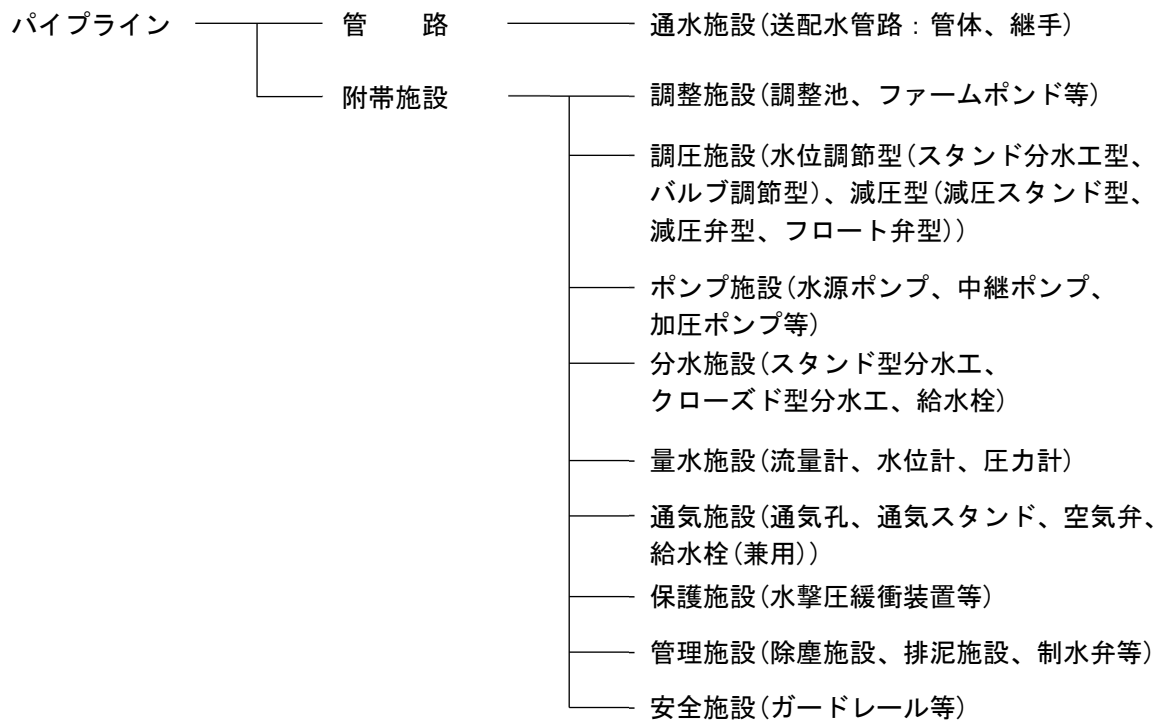 パイプライン 管　　路 通水施設(送配水管路：管体、継手)
附帯施設 調整施設(調整池、ファームポンド等)
調圧施設(水位調節型(スタンド分水工型、
バルブ調節型)、減圧型(減圧スタンド型、
減圧弁型、フロート弁型))
ポンプ施設(水源ポンプ、中継ポンプ、
加圧ポンプ等)
分水施設(スタンド型分水工、
クローズド型分水工、給水栓)
量水施設(流量計、水位計、圧力計)
通気施設(通気孔、通気スタンド、空気弁、
給水栓(兼用))
保護施設(水撃圧緩衝装置等)
管理施設(除塵施設、排泥施設、制水弁等)
安全施設(ガードレール等)